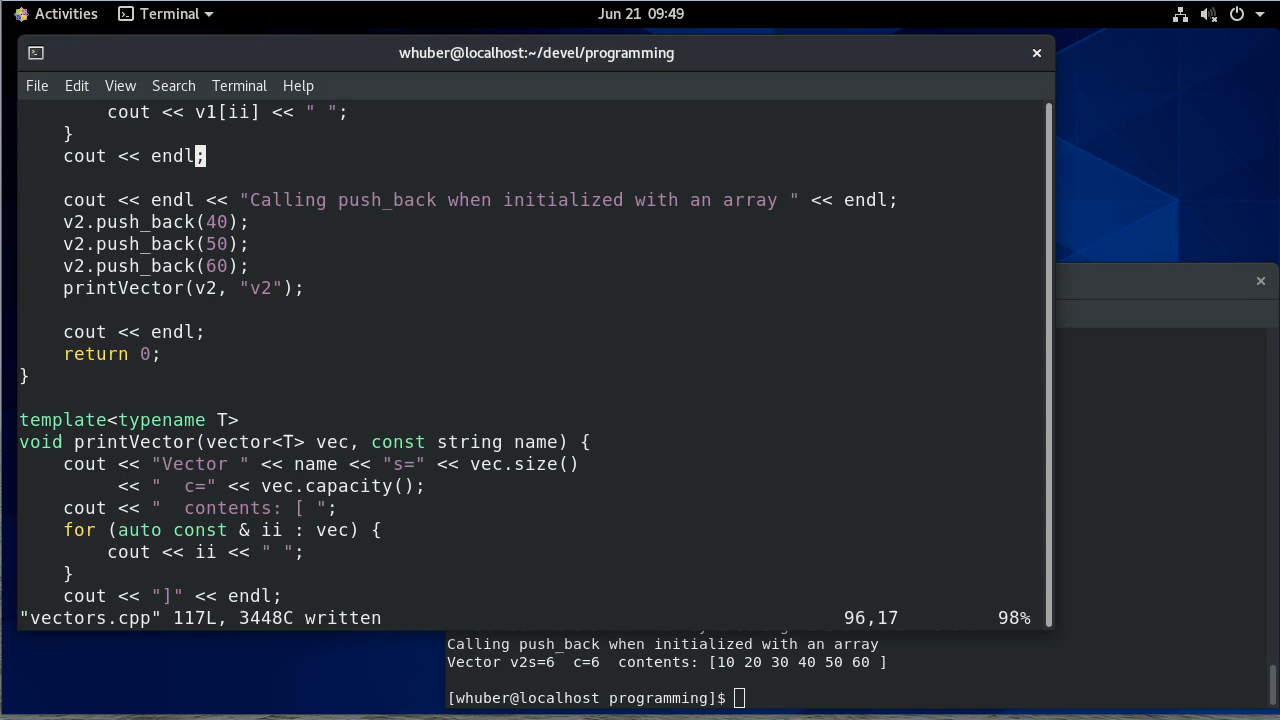 Activities Terminal Jun 21 09:49
whuber@localhost:~/devel/programming
File Edit View Search Terminal Help
        cout << v1[ii] << " ";
    }
    cout << endl;
    cout << endl << "Calling push_back when initialized with an array " << endl;
    v2.push_back(40);
    v2.push_back(50);
    v2.push_back(60);
    printVector(v2, "v2");
    cout << endl;
    return 0;
}
template<typename T>
void printVector(vector<T> vec, const string name) {
    cout << "Vector " << name << "s=" << vec.size()
         << "  c=" << vec.capacity();
    cout << "  contents: [ ";
    for (auto const & ii : vec) {
        cout << ii << " ";
    }
    cout << "]" << endl;
"vectors.cpp" 117L, 3448C written 96,17 98%
Calling push_back when initialized with an array
Vector v2s=6  c=6  contents: [10 20 30 40 50 60 ]
[whuber@localhost programming]$